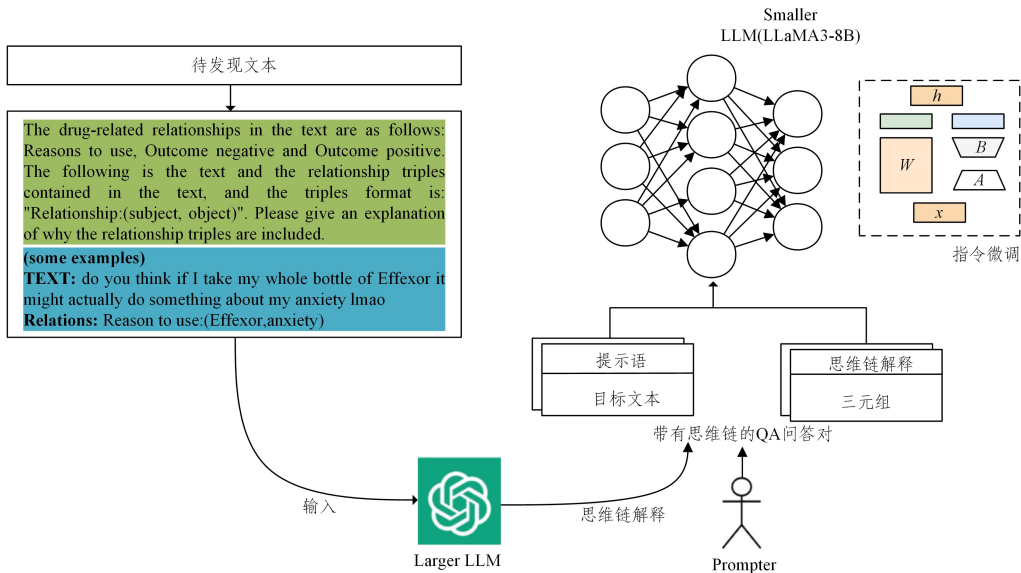 待发现文本
The drug-related relationships in the text are as follows:
Reasons to use, Outcome negative and Outcome positive.
The following is the text and the relationship triples
contained in the text, and the triples format is:
"Relationship:(subject, object)". Please give an explanation
of why the relationship triples are included.
(some examples)
TEXT: do you think if I take my whole bottle of Effexor it
might actually do something about my anxiety lmao
Relations: Reason to use:(Effexor,anxiety)
输入
Larger LLM
思维链解释
Prompter
带有思维链的QA问答对
提示语
目标文本
思维链解释
三元组
Smaller
LLM(LLaMA3-8B)
h
W
B
A
x
指令微调